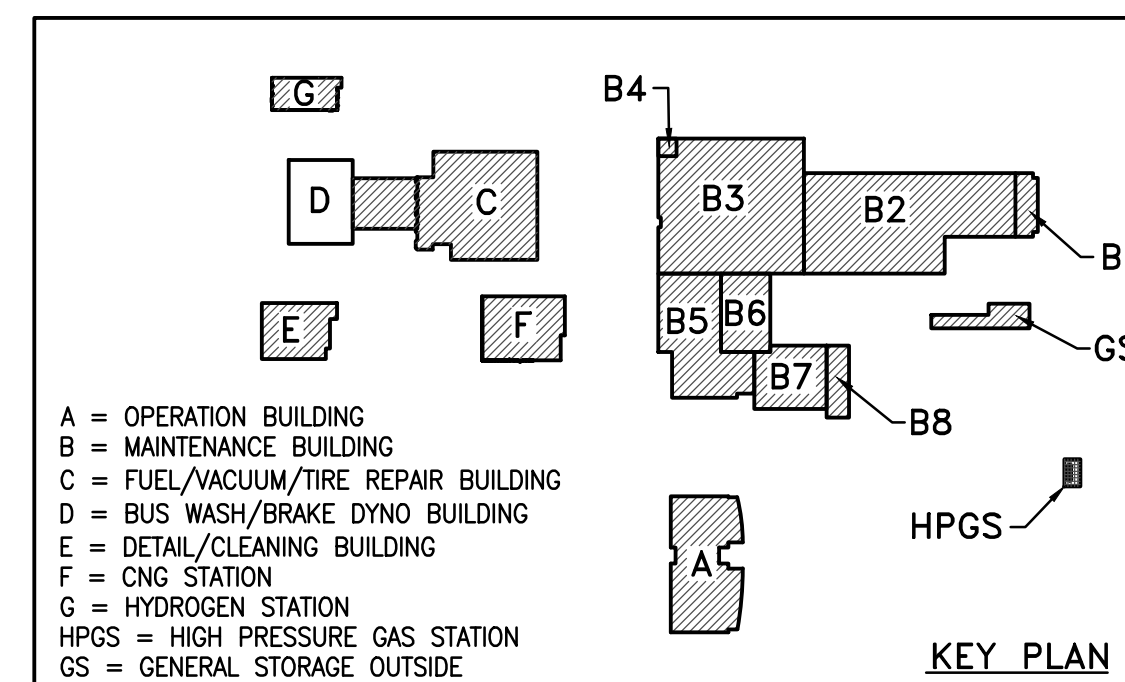 G
B4
D
C
B3
B2
B
E
F
B5
B6
GS
B7
B8
A = OPERATION BUILDING
B = MAINTENANCE BUILDING
C = FUEL/VACUUM/TIRE REPAIR BUILDING
D = BUS WASH/BRAKE DYNO BUILDING
E = DETAIL/CLEANING BUILDING
F = CNG STATION
G = HYDROGEN STATION
HPGS = HIGH PRESSURE GAS STATION
GS = GENERAL STORAGE OUTSIDE
HPGS
A
KEY PLAN